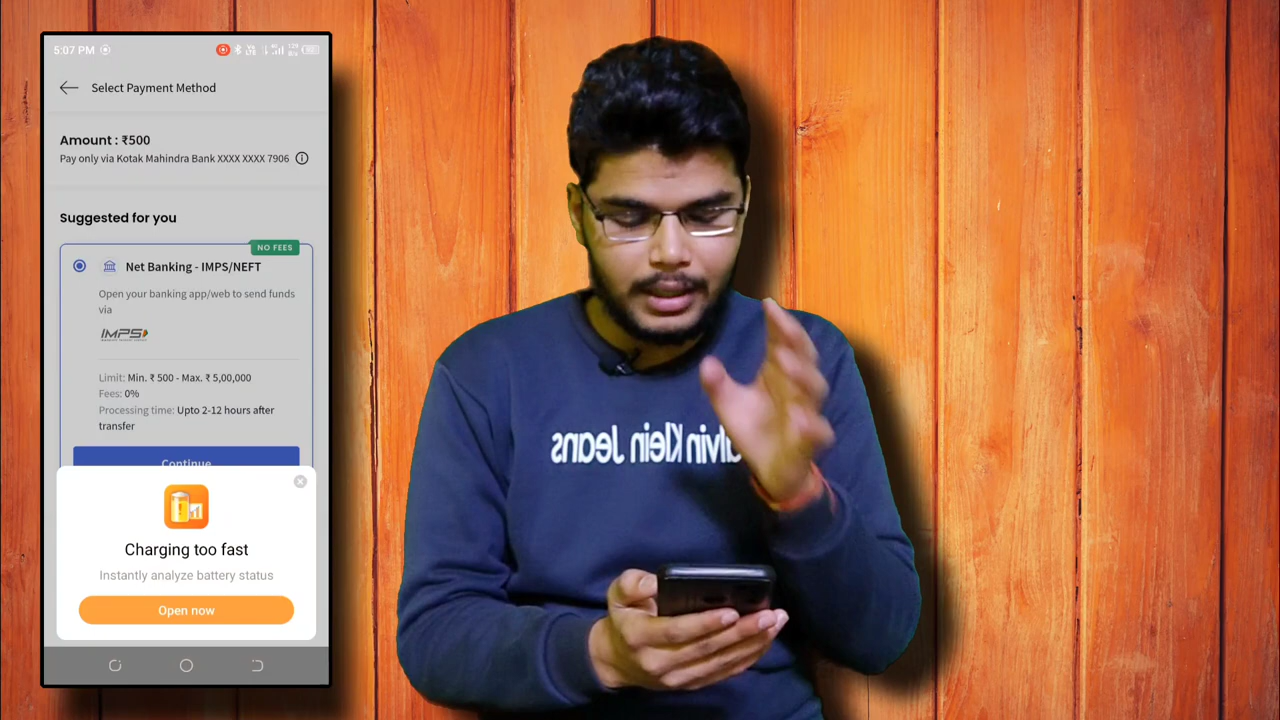 5:07 PM
Select Payment Method
Amount : ₹500
Pay only via Kotak Mahindra Bank XXXX XXXX 7906
Suggested for you
NO FEES
Net Banking - IMPS/NEFT
Open your banking app/web to send funds
via
IMPS
Limit: Min. ₹ 500 - Max. ₹ 5,00,000
Fees: 0%
Processing time: Upto 2-12 hours after
transfer
Continue
Charging too fast
Instantly analyze battery status
Open now
alvin Klein Jeans